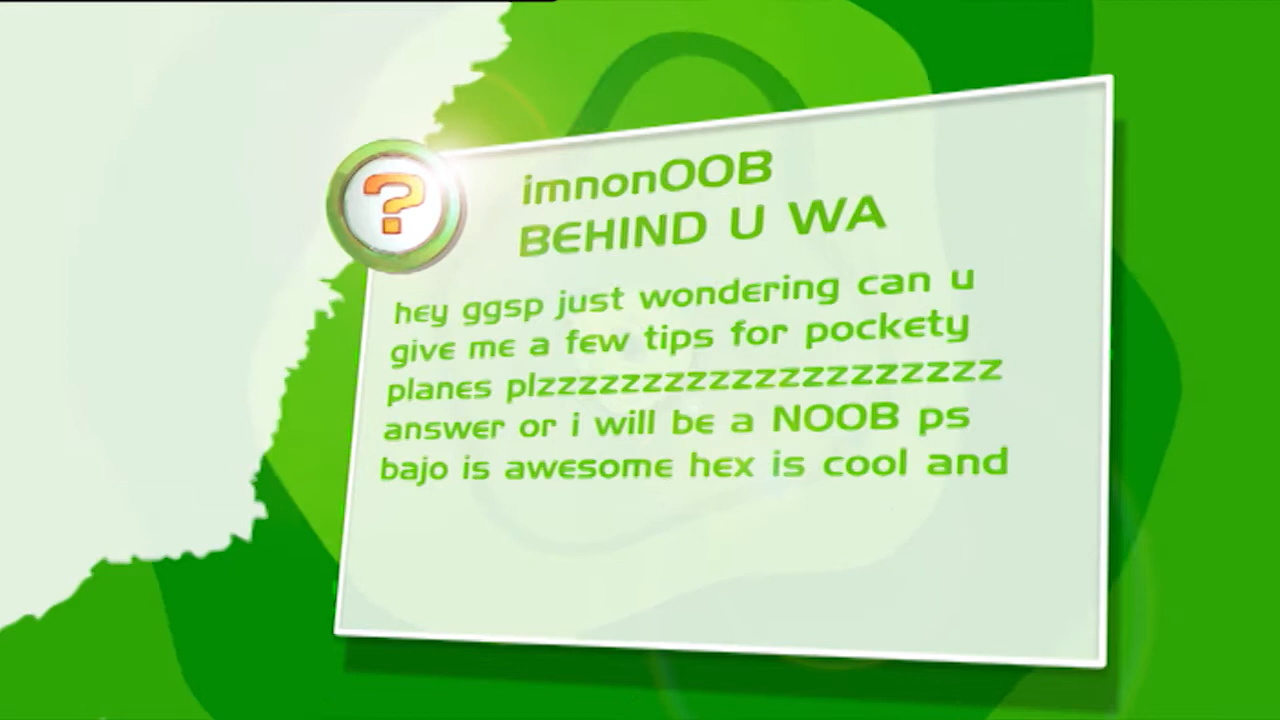 ?
imnonOOB
BEHIND U WA
hey ggsp just wondering can u
give me a few tips for pockety
planes plzzzzzzzzzzzzzzzzzzzzzz
answer or i will be a NOOB ps
bajo is awesome hex is cool and